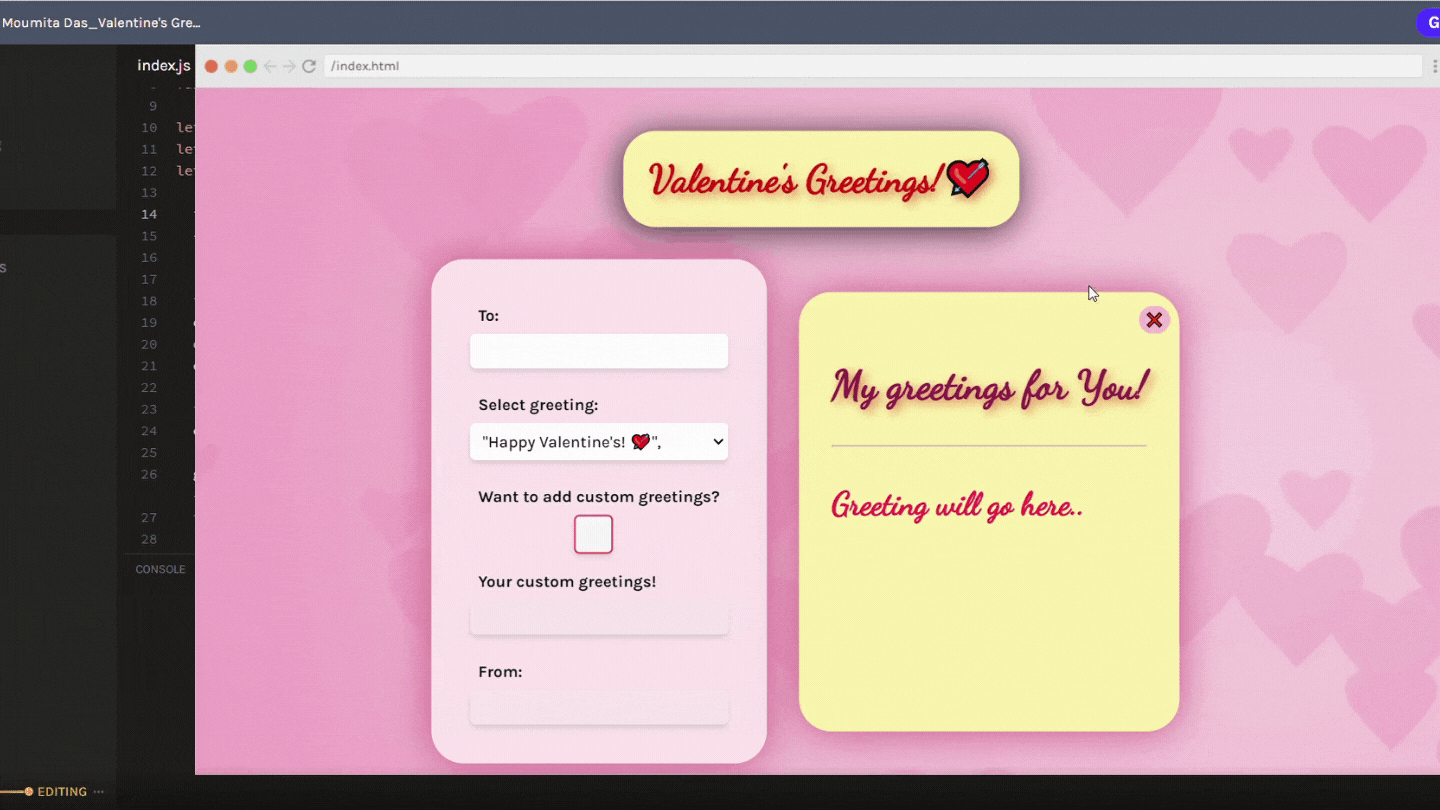 Moumita Das_Valentine's Gre...
G
index.js
/index.html
9
10 let
11 let
12 let
13
14
15
16
17
18
19
20
21
22
23
24
25
26
27
28
s
CONSOLE
EDITING ...
Valentine's Greetings!💘
To:
Select greeting:
"Happy Valentine's! 💘",
Want to add custom greetings?
Your custom greetings!
From:
My greetings for You!
Greeting will go here..